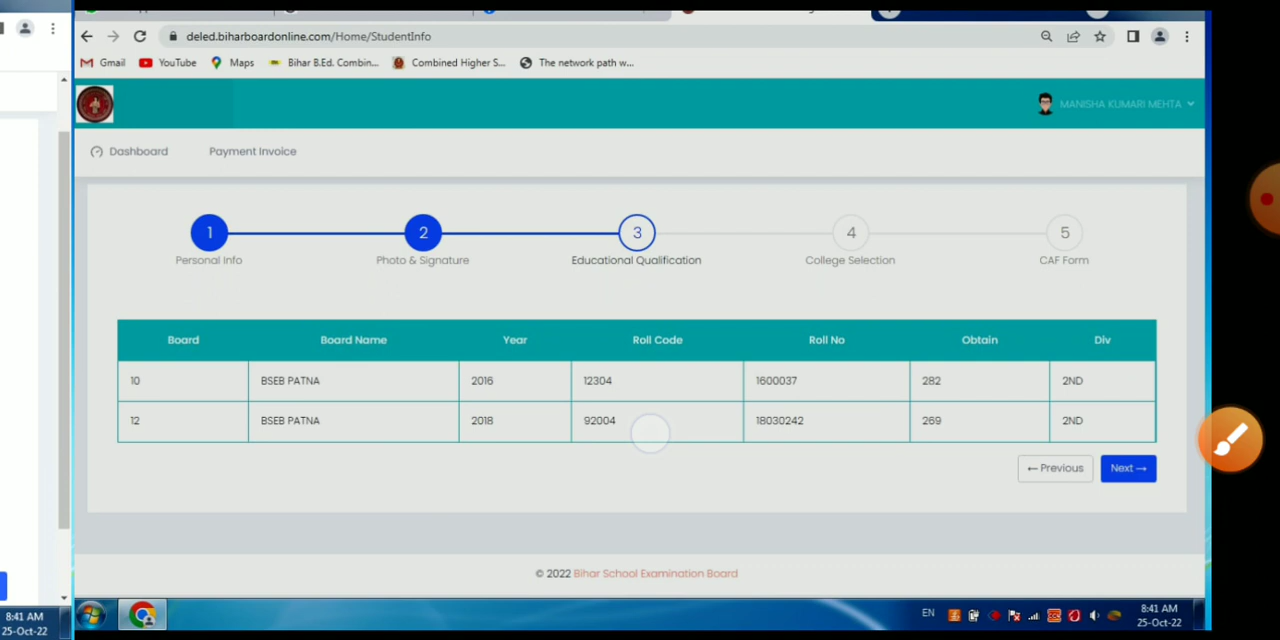 deled.biharboardonline.com/Home/StudentInfo
Gmail YouTube Maps Bihar B.Ed. Combin... Combined Higher S... The network path w...
MANISHA KUMARI MEHTA
Dashboard Payment Invoice
1 2 3 4 5
Personal Info Photo & Signature Educational Qualification College Selection CAF Form
Board Board Name Year Roll Code Roll No Obtain Div
10 BSEB PATNA 2016 12304 1600037 282 2ND
12 BSEB PATNA 2018 92004 18030242 269 2ND
← Previous Next →
© 2022 Bihar School Examination Board
8:41 AM
25-Oct-22
EN 8:41 AM
25-Oct-22